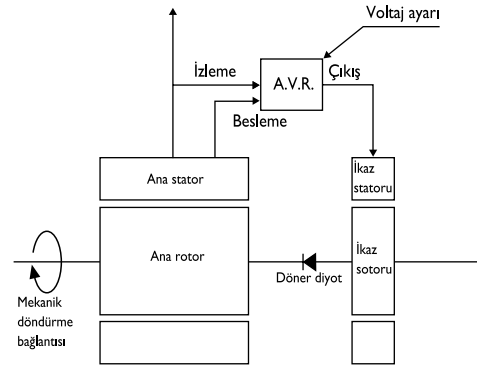 Voltaj ayarı
İzleme
A.V.R.
Çıkış
Besleme
Ana stator
İkaz
statoru
Ana rotor
İkaz
sotoru
Döner diyot
Mekanik
döndürme
bağlantısı